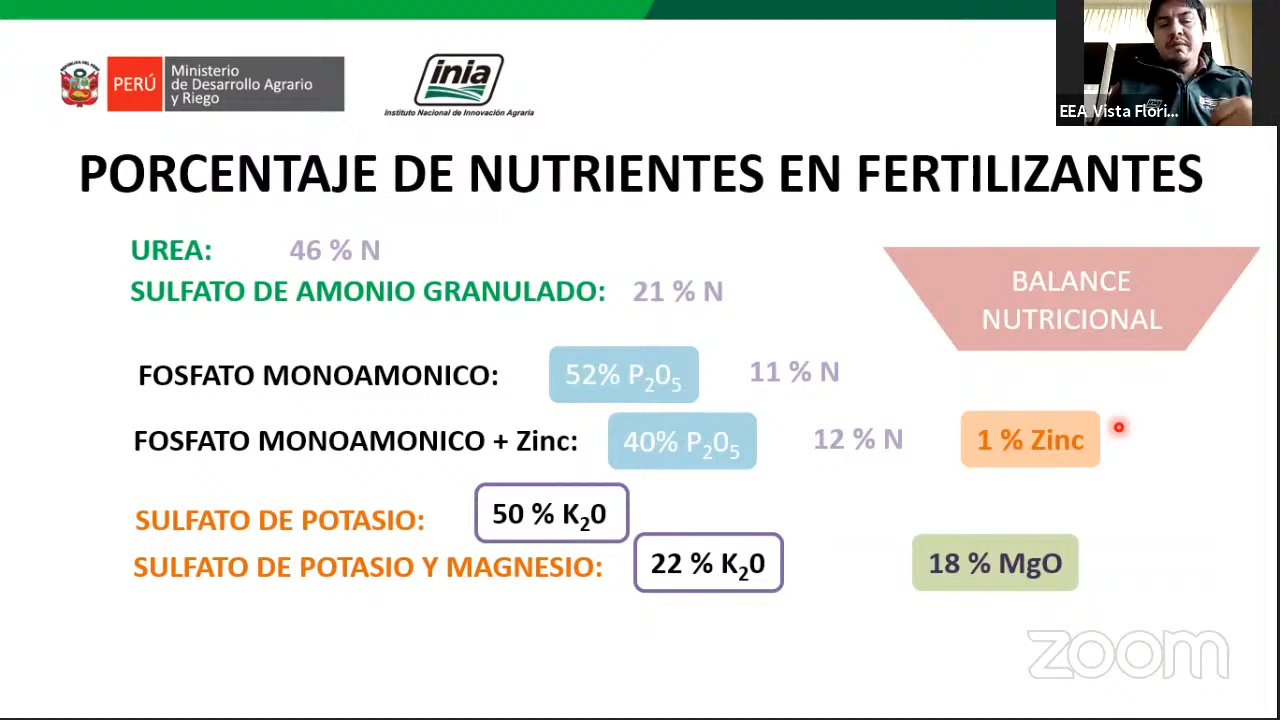 PERÚ
Ministerio
de Desarrollo Agrario
y Riego
inia
Instituto Nacional de Innovación Agraria
EEA Vista Flori...
PORCENTAJE DE NUTRIENTES EN FERTILIZANTES
UREA: 46 % N
SULFATO DE AMONIO GRANULADO: 21 % N
BALANCE
NUTRICIONAL
FOSFATO MONOAMONICO: 52% P₂0₅ 11 % N
FOSFATO MONOAMONICO + Zinc: 40% P₂0₅ 12 % N 1 % Zinc
SULFATO DE POTASIO: 50 % K₂0
SULFATO DE POTASIO Y MAGNESIO: 22 % K₂0 18 % MgO
zoom